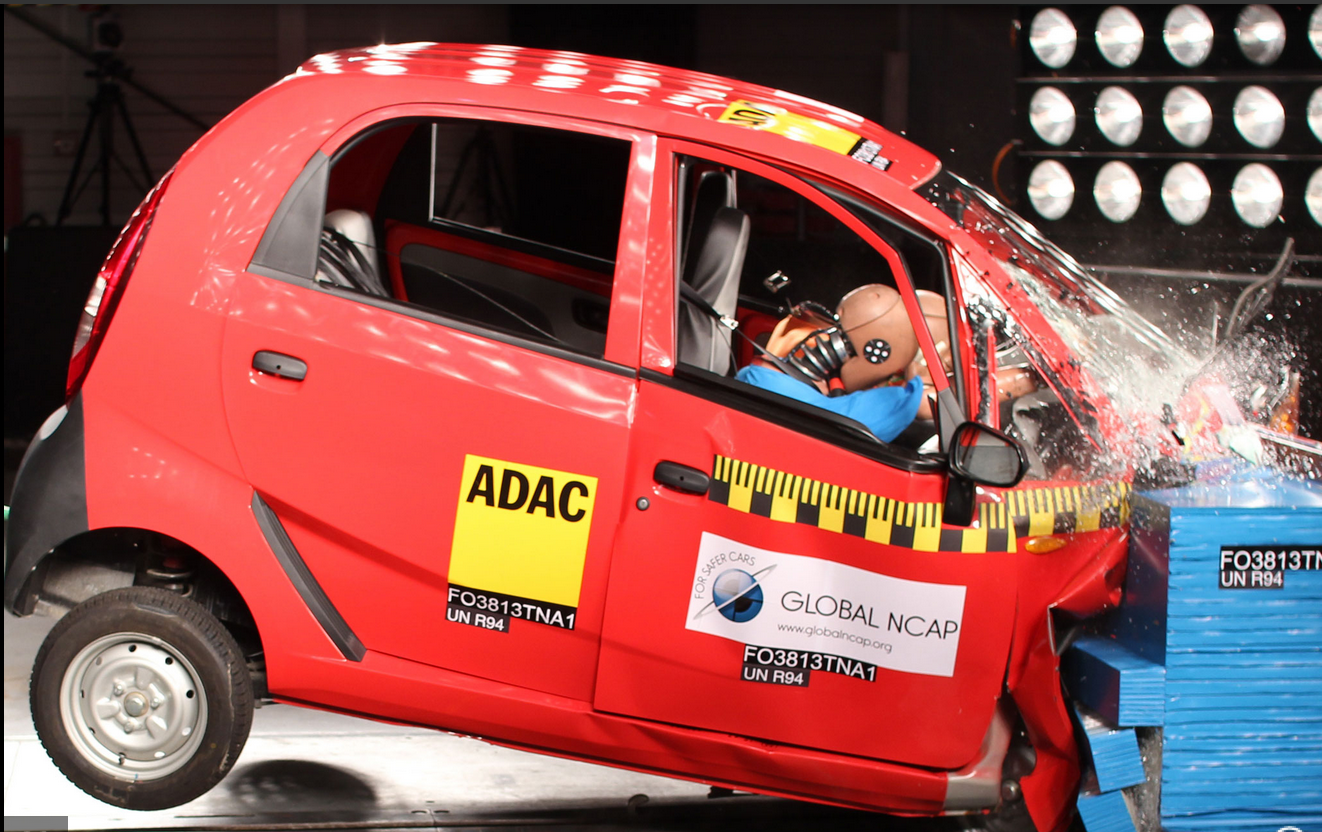 ADAC
FO3813TNA1
UN R94
FOR SAFER CARS
GLOBAL NCAP
www.globalncap.org
FO3813TNA1
UN R94
FO3813TN
UN R94